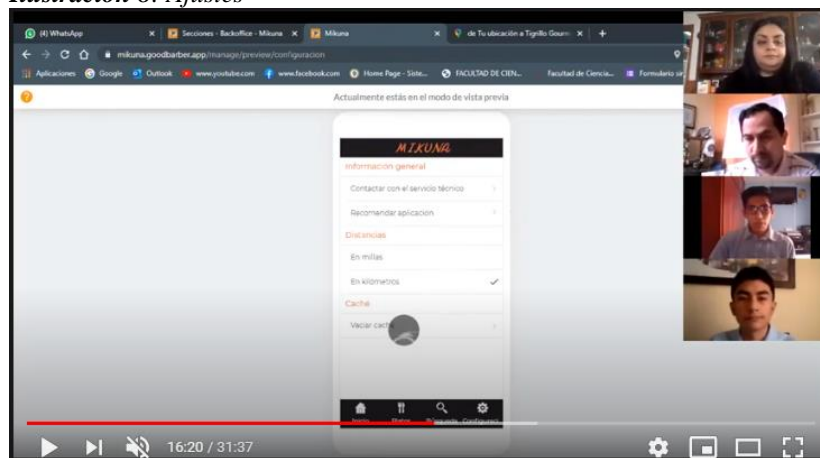 Ilustración 8: Ajustes
(4) WhatsApp
Secciones - Backoffice - Mikuna
Mikuna
de Tu ubicación a Tigrillo Gourm
mikuna.goodbarber.app/manage/preview/configuracion
Aplicaciones Google Outlook www.youtube.com www.facebook.com Home Page - Siste... FACULTAD DE CIEN... Facultad de Ciencia... Formulario
Actualmente estás en el modo de vista previa
MIKUNA
Información general
Contactar con el servicio técnico
Recomendar aplicación
Distancias
En millas
En kilómetros
Caché
Vaciar caché
Inicio Platos Búsqueda
16:20 / 31:37